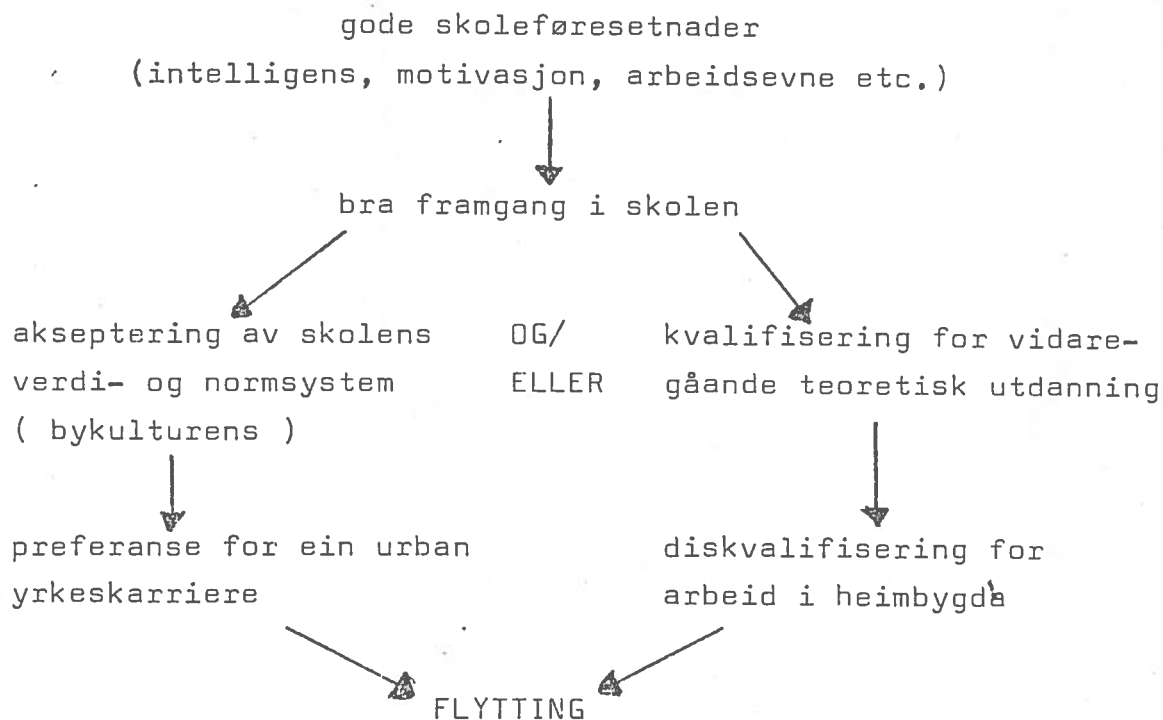 gode skoleføresetnader
(intelligens, motivasjon, arbeidsevne etc.)
bra framgang i skolen
akseptering av skolens
verdi- og normsystem
( bykulturens )
OG/
ELLER
kvalifisering for vidare-
gåande teoretisk utdanning
preferanse for ein urban
yrkeskarriere
diskvalifisering for
arbeid i heimbygda
FLYTTING